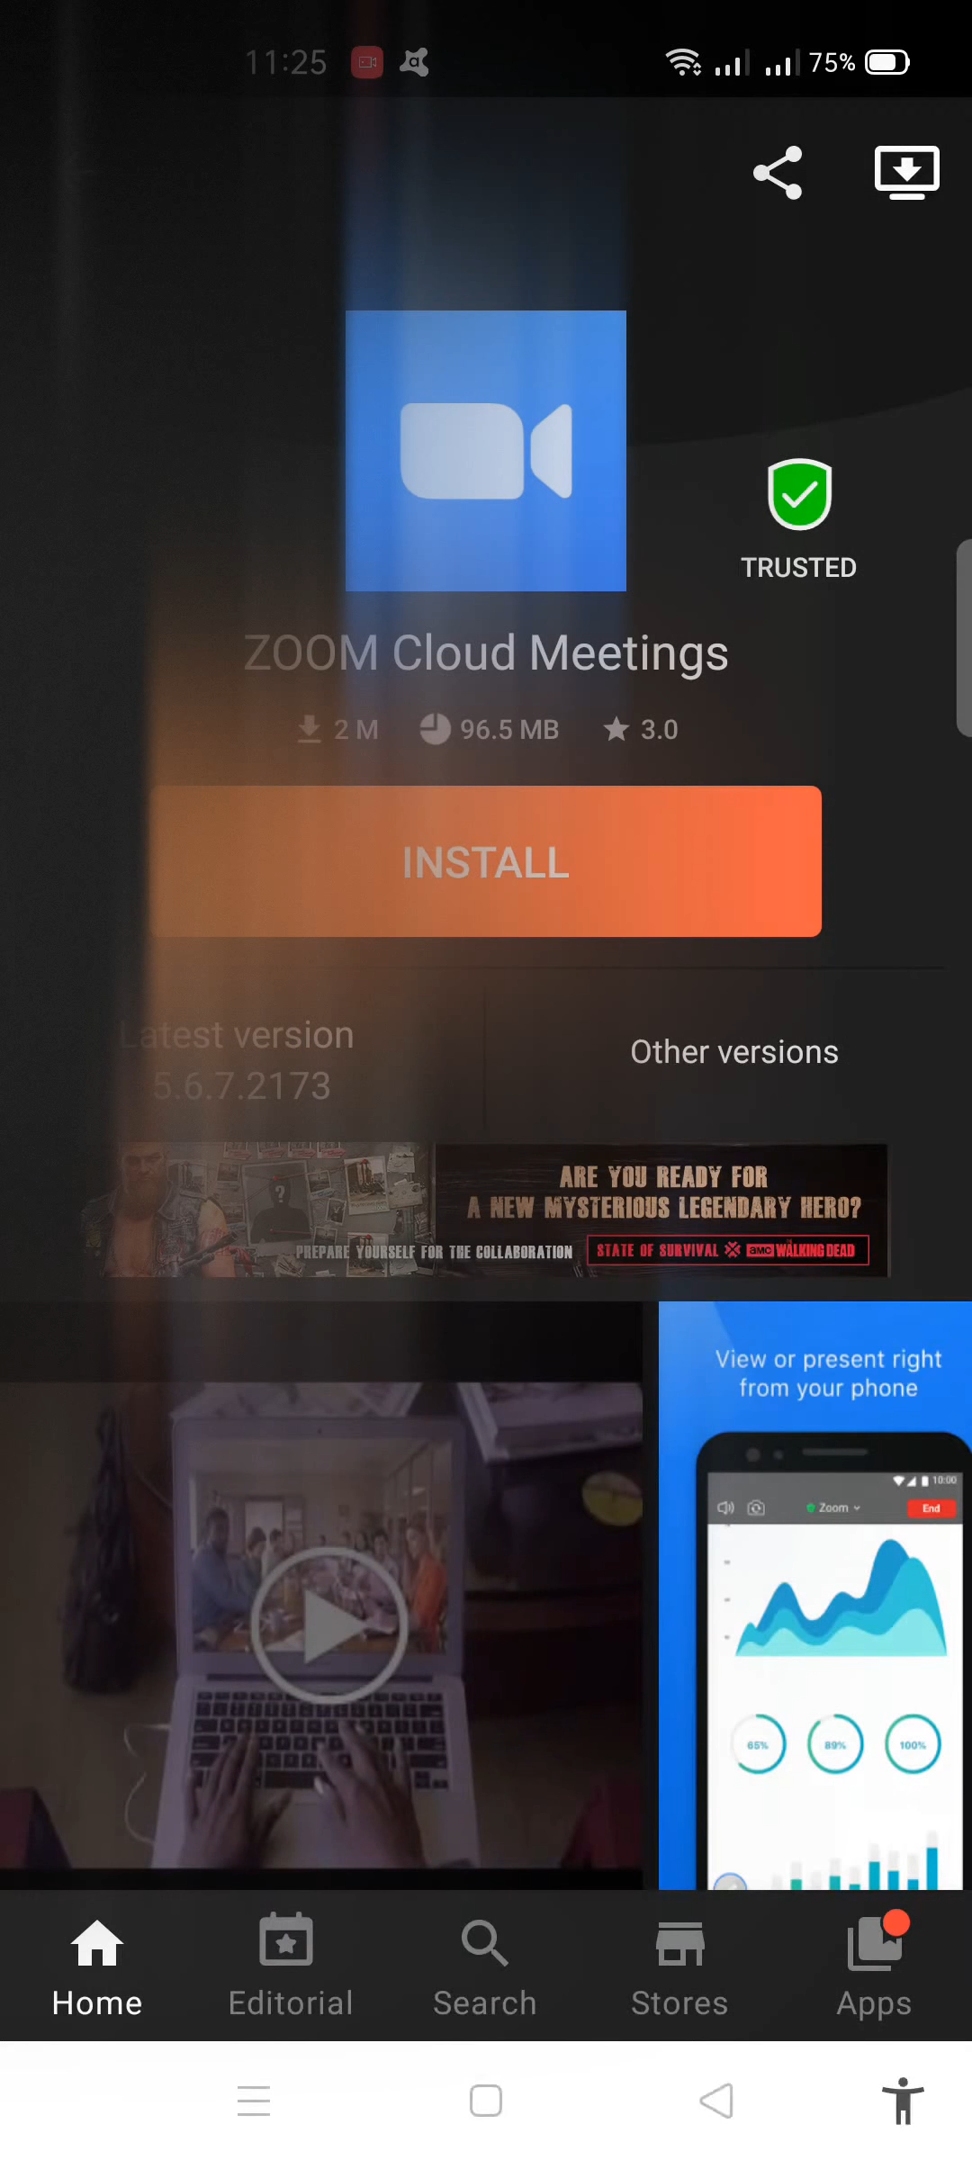 11:25
75%
TRUSTED
ZOOM Cloud Meetings
2 M 96.5 MB 3.0
INSTALL
Latest version
5.6.7.2173
Other versions
ARE YOU READY FOR
A NEW MYSTERIOUS LEGENDARY HERO?
PREPARE YOURSELF FOR THE COLLABORATION
STATE OF SURVIVAL
AMC WALKING DEAD
View or present right
from your phone
10:00
Zoom
End
65% 89% 100%
Home Editorial Search Stores Apps